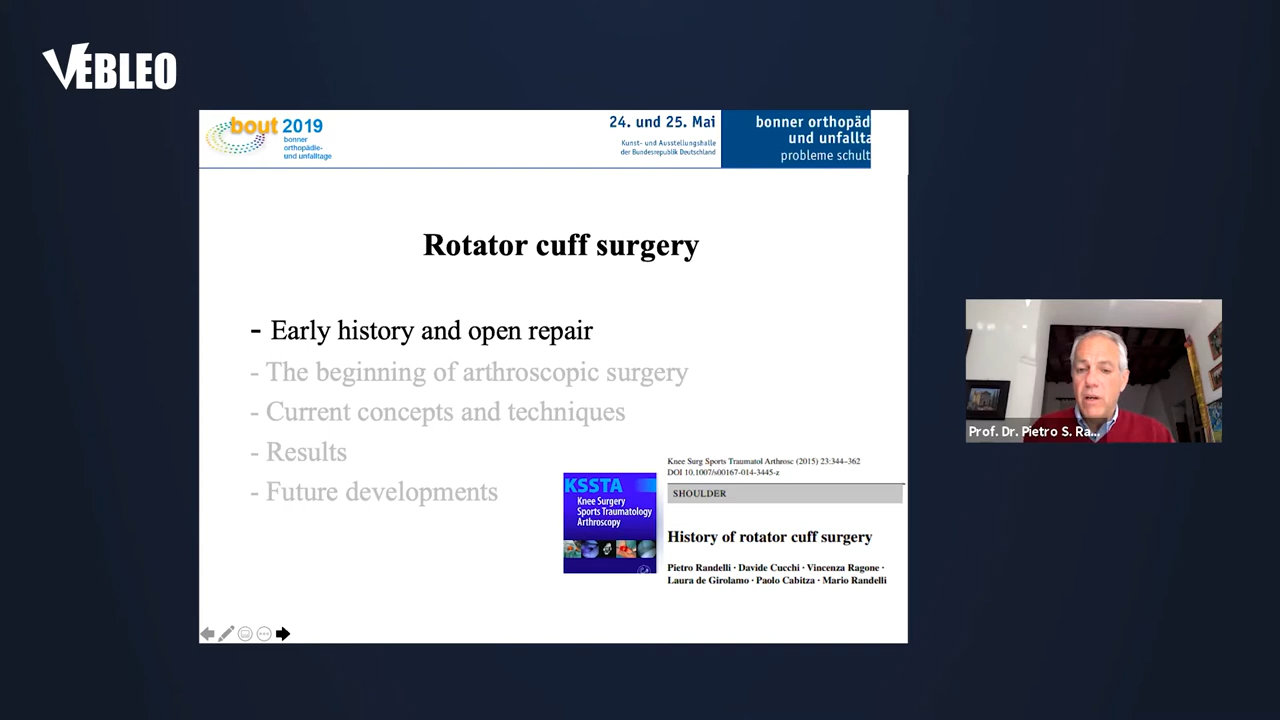 VEBLEO
bout 2019
bonner
orthopädie-
und unfalltage
24. und 25. Mai
Kunst- und Ausstellungshalle
der Bundesrepublik Deutschland
bonner orthopäd
und unfallta
probleme schult
Rotator cuff surgery
- Early history and open repair
- The beginning of arthroscopic surgery
- Current concepts and techniques
- Results
- Future developments
KSSTA
Knee Surgery
Sports Traumatology
Arthroscopy
Knee Surg Sports Traumatol Arthrosc (2015) 23:344–362
DOI 10.1007/s00167-014-3445-z
SHOULDER
History of rotator cuff surgery
Pietro Randelli · Davide Cucchi · Vincenza Ragone ·
Laura de Girolamo · Paolo Cabitza · Mario Randelli
Prof. Dr. Pietro S. Ra...